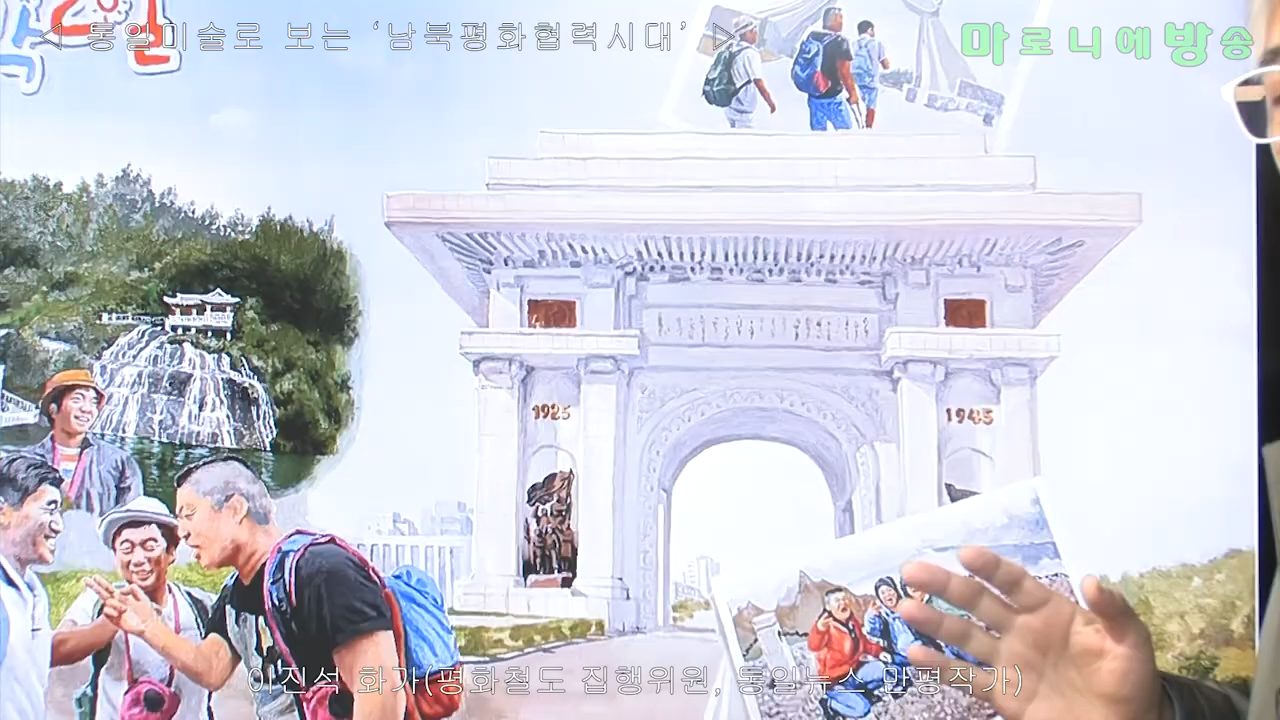 ◁ 통일미술로 보는 ‘남북평화협력시대’ ▷
마로니에방송
1925
1945
이진석 화가(평화철도 집행위원, 통일뉴스 만평작가)